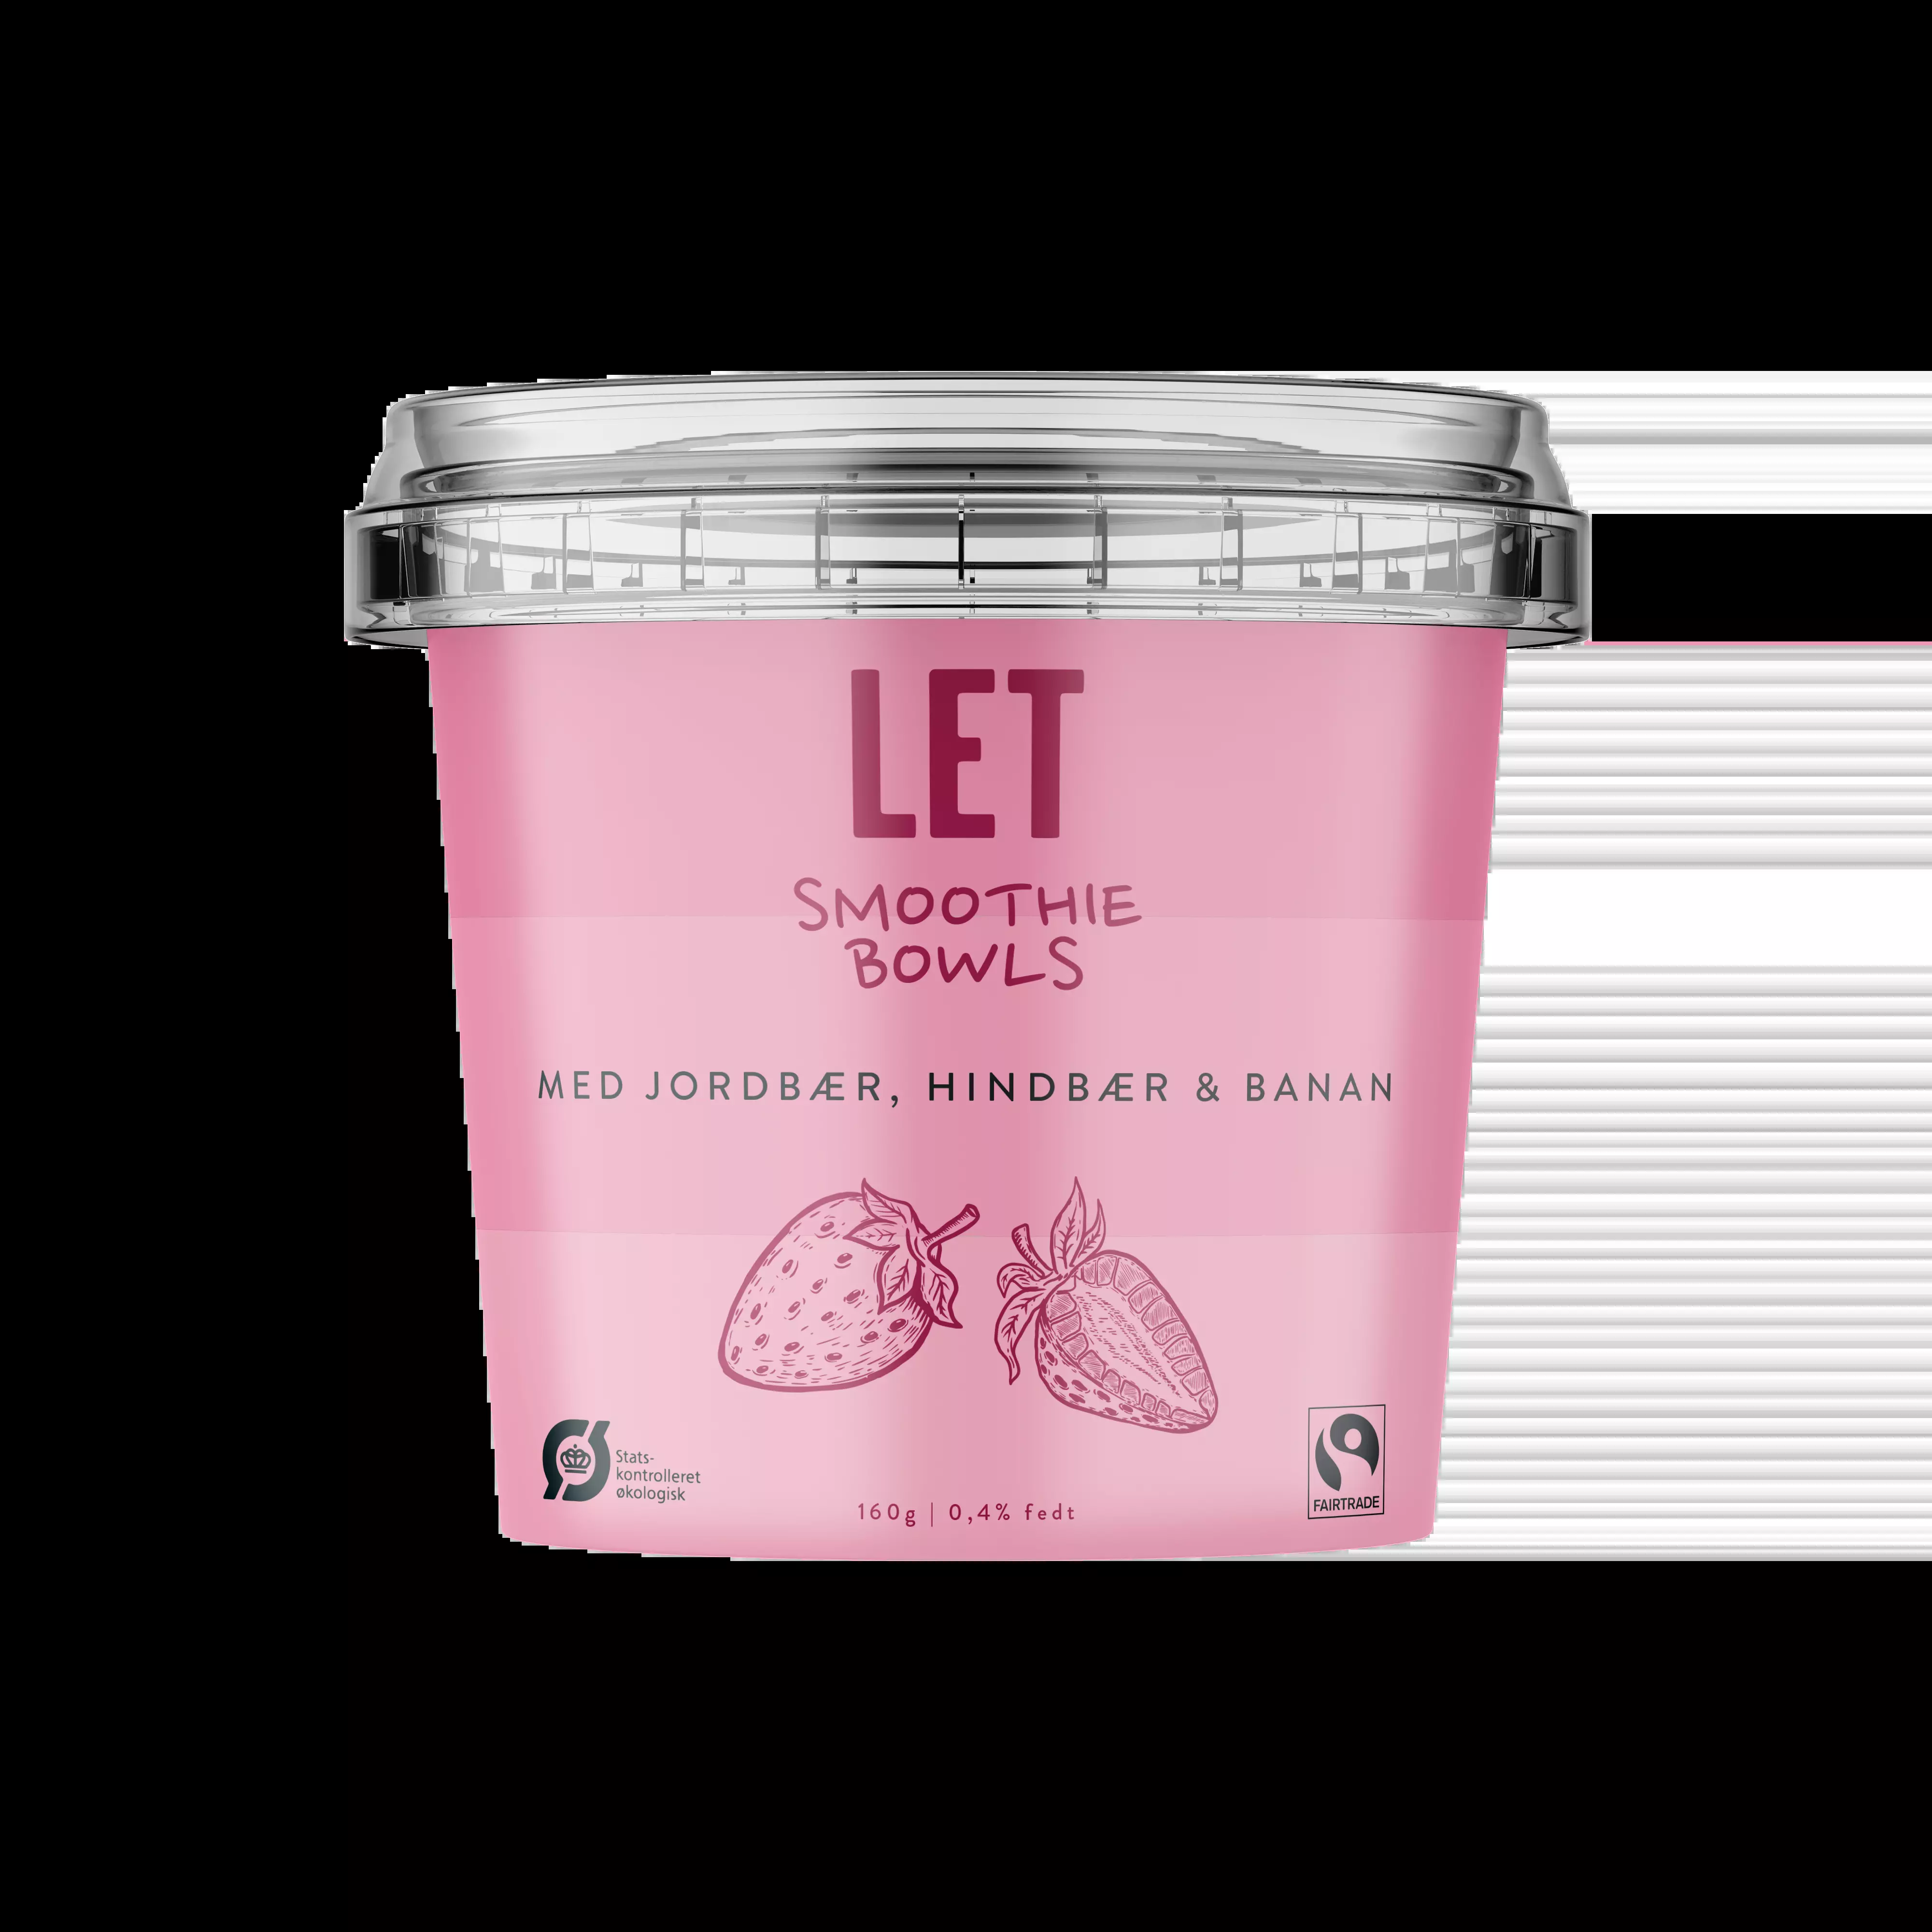 LET
SMOOTHIE
BOWLS
MED JORDBÆR, HINDBÆR & BANAN
Stats-
kontrolleret
økologisk
160g | 0,4% fedt
FAIRTRADE